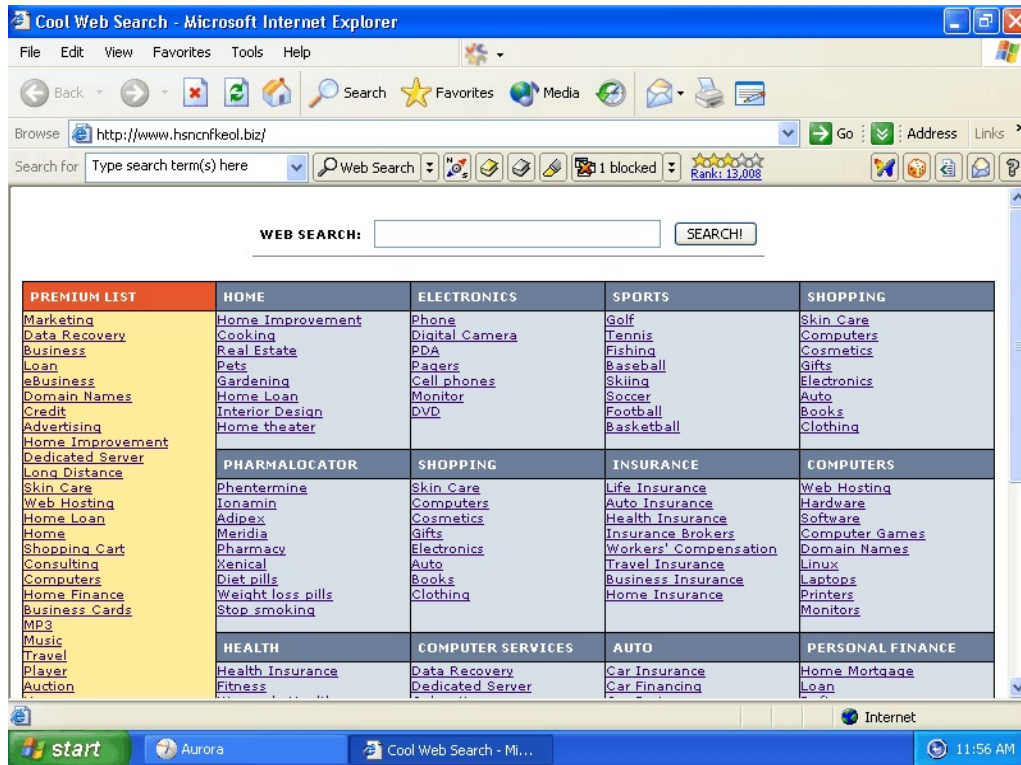 Cool Web Search - Microsoft Internet Explorer
File Edit View Favorites Tools Help
Back Search Favorites Media
Browse http://www.hsncnfkeol.biz/ Go Address Links
Search for Type search term(s) here Web Search 1 blocked Rank: 13,008
WEB SEARCH: SEARCH!
PREMIUM LIST
Marketing
Data Recovery
Business
Loan
eBusiness
Domain Names
Credit
Advertising
Home Improvement
Dedicated Server
Long Distance
Skin Care
Web Hosting
Home Loan
Home
Shopping Cart
Consulting
Computers
Home Finance
Business Cards
MP3
Music
Travel
Player
Auction
HOME
Home Improvement
Cooking
Real Estate
Pets
Gardening
Home Loan
Interior Design
Home theater
ELECTRONICS
Phone
Digital Camera
PDA
Pagers
Cell phones
Monitor
DVD
SPORTS
Golf
Tennis
Fishing
Baseball
Skiing
Soccer
Football
Basketball
SHOPPING
Skin Care
Computers
Cosmetics
Gifts
Electronics
Auto
Books
Clothing
PHARMALOCATOR
Phentermine
Ionamin
Adipex
Meridia
Pharmacy
Xenical
Diet pills
Weight loss pills
Stop smoking
SHOPPING
Skin Care
Computers
Cosmetics
Gifts
Electronics
Auto
Books
Clothing
INSURANCE
Life Insurance
Auto Insurance
Health Insurance
Insurance Brokers
Workers' Compensation
Travel Insurance
Business Insurance
Home Insurance
COMPUTERS
Web Hosting
Hardware
Software
Computer Games
Domain Names
Linux
Laptops
Printers
Monitors
HEALTH
Health Insurance
Fitness
COMPUTER SERVICES
Data Recovery
Dedicated Server
AUTO
Car Insurance
Car Financing
PERSONAL FINANCE
Home Mortgage
Loan
Internet
start Aurora Cool Web Search - Mi... 11:56 AM